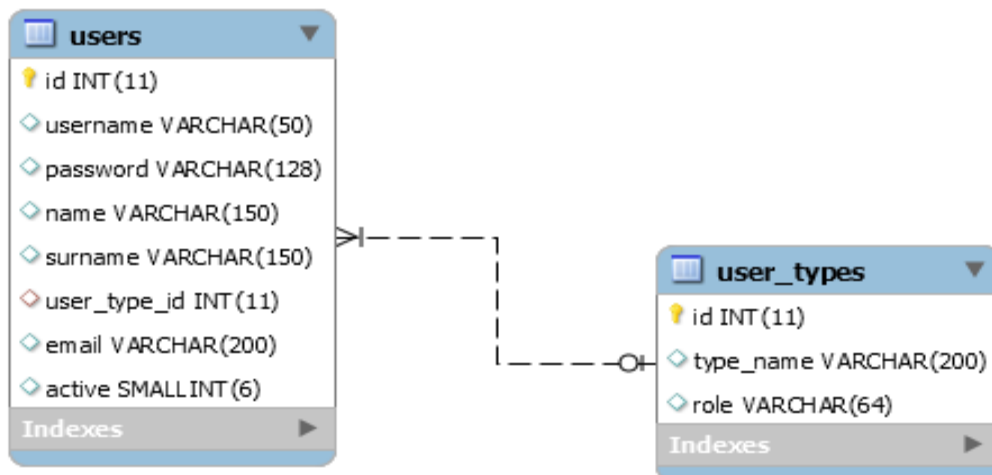 users
id INT(11)
username VARCHAR(50)
password VARCHAR(128)
name VARCHAR(150)
surname VARCHAR(150)
user_type_id INT(11)
email VARCHAR(200)
active SMALLINT(6)
Indexes
user_types
id INT(11)
type_name VARCHAR(200)
role VARCHAR(64)
Indexes